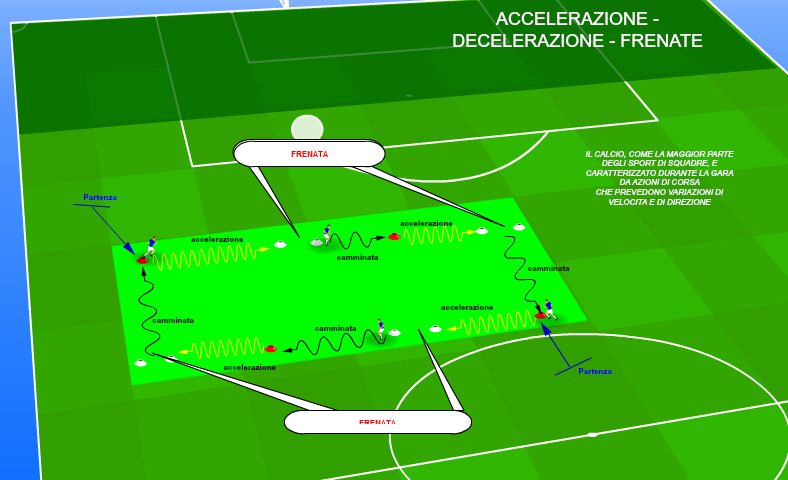 ACCELERAZIONE -
DECELERAZIONE - FRENATE
FRENATA
IL CALCIO, COME LA MAGGIOR PARTE
DEGLI SPORT DI SQUADRE, E
CARATTERIZZATO DURANTE LA GARA
DA AZIONI DI CORSA
CHE PREVEDONO VARIAZIONI DI
VELOCITA E DI DIREZIONE
Partenza
accelerazione
accelerazione
camminata
camminata
accelerazione
camminata
camminata
accelerazione
Partenza
FRENATA